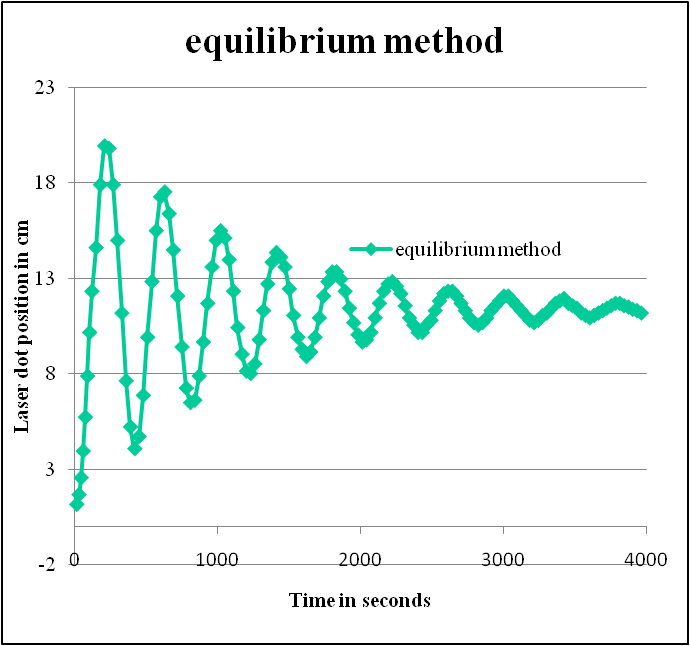 equilibrium method
23
18
13
8
3
-2
Laser dot position in cm
equilibrium method
0
1000
2000
3000
4000
Time in seconds